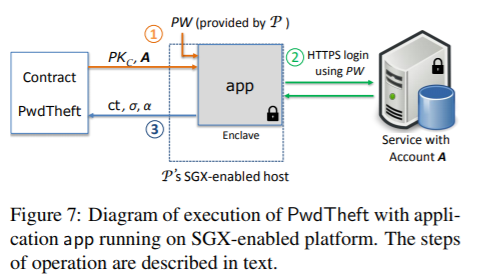 PW (provided by 𝒫 )
①
PK_C, A
② HTTPS login
using PW
Contract
PwdTheft
app
ct, σ, α
③
Enclave
Service with
Account A
𝒫's SGX-enabled host
Figure 7: Diagram of execution of PwdTheft with appli-
cation app running on SGX-enabled platform. The steps
of operation are described in text.